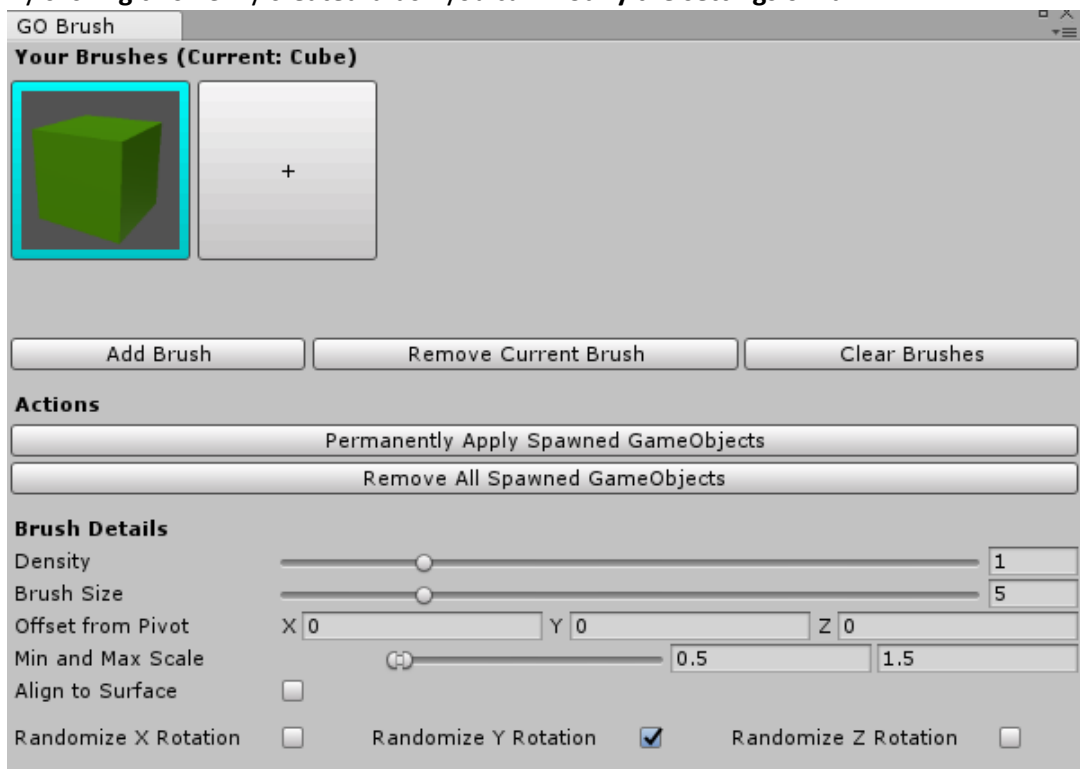 GO Brush
Your Brushes (Current: Cube)
+
Add Brush Remove Current Brush Clear Brushes
Actions
Permanently Apply Spawned GameObjects
Remove All Spawned GameObjects
Brush Details
Density 1
Brush Size 5
Offset from Pivot X 0 Y 0 Z 0
Min and Max Scale 0.5 1.5
Align to Surface
Randomize X Rotation Randomize Y Rotation Randomize Z Rotation